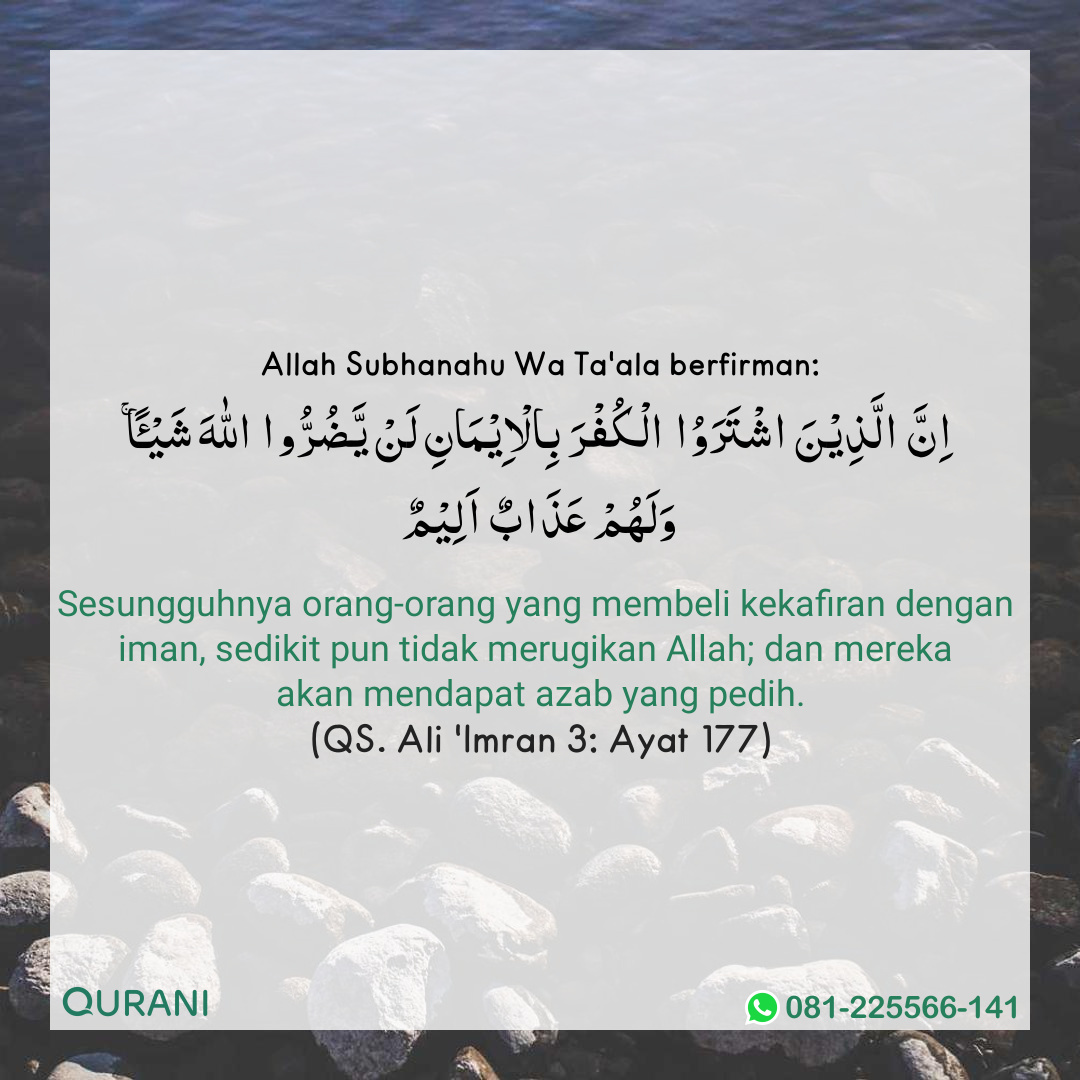 Allah Subhanahu Wa Ta'ala berfirman:
اِنَّ الَّذِيْنَ اشْتَرَوُا الْكُفْرَ بِالْاِيْمَانِ لَنْ يَّضُرُّوا اللّٰهَ شَيْـًٔاۚ
وَلَهُمْ عَذَابٌ اَلِيْمٌ
Sesungguhnya orang-orang yang membeli kekafiran dengan
iman, sedikit pun tidak merugikan Allah; dan mereka
akan mendapat azab yang pedih.
(QS. Ali 'Imran 3: Ayat 177)
QURANI
081-225566-141